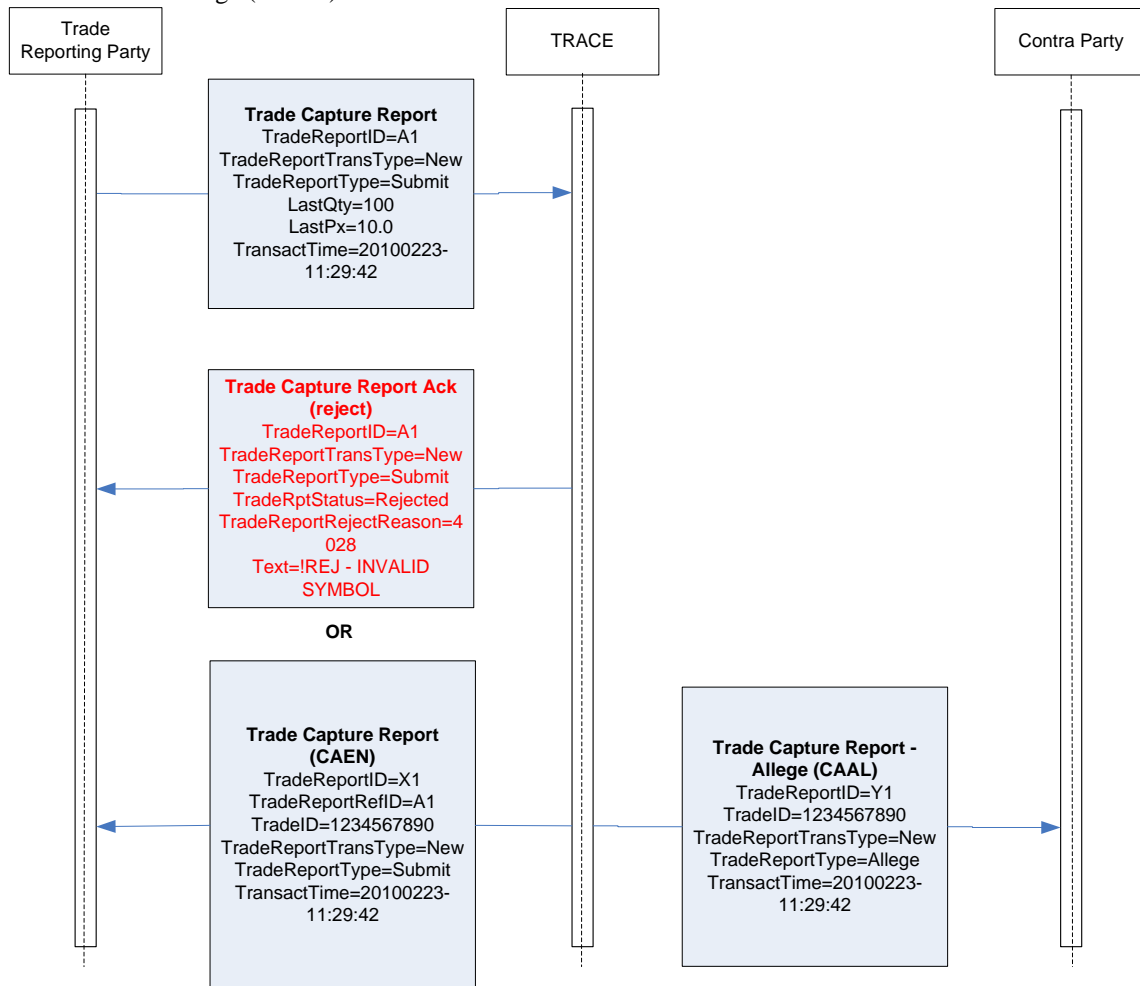 Trade
Reporting Party
TRACE
Contra Party
Trade Capture Report
TradeReportID=A1
TradeReportTransType=New
TradeReportType=Submit
LastQty=100
LastPx=10.0
TransactTime=20100223-
11:29:42
Trade Capture Report Ack
(reject)
TradeReportID=A1
TradeReportTransType=New
TradeReportType=Submit
TradeRptStatus=Rejected
TradeReportRejectReason=4
028
Text=!REJ - INVALID
SYMBOL
OR
Trade Capture Report
(CAEN)
TradeReportID=X1
TradeReportRefID=A1
TradeID=1234567890
TradeReportTransType=New
TradeReportType=Submit
TransactTime=20100223-
11:29:42
Trade Capture Report -
Allege (CAAL)
TradeReportID=Y1
TradeID=1234567890
TradeReportTransType=New
TradeReportType=Allege
TransactTime=20100223-
11:29:42